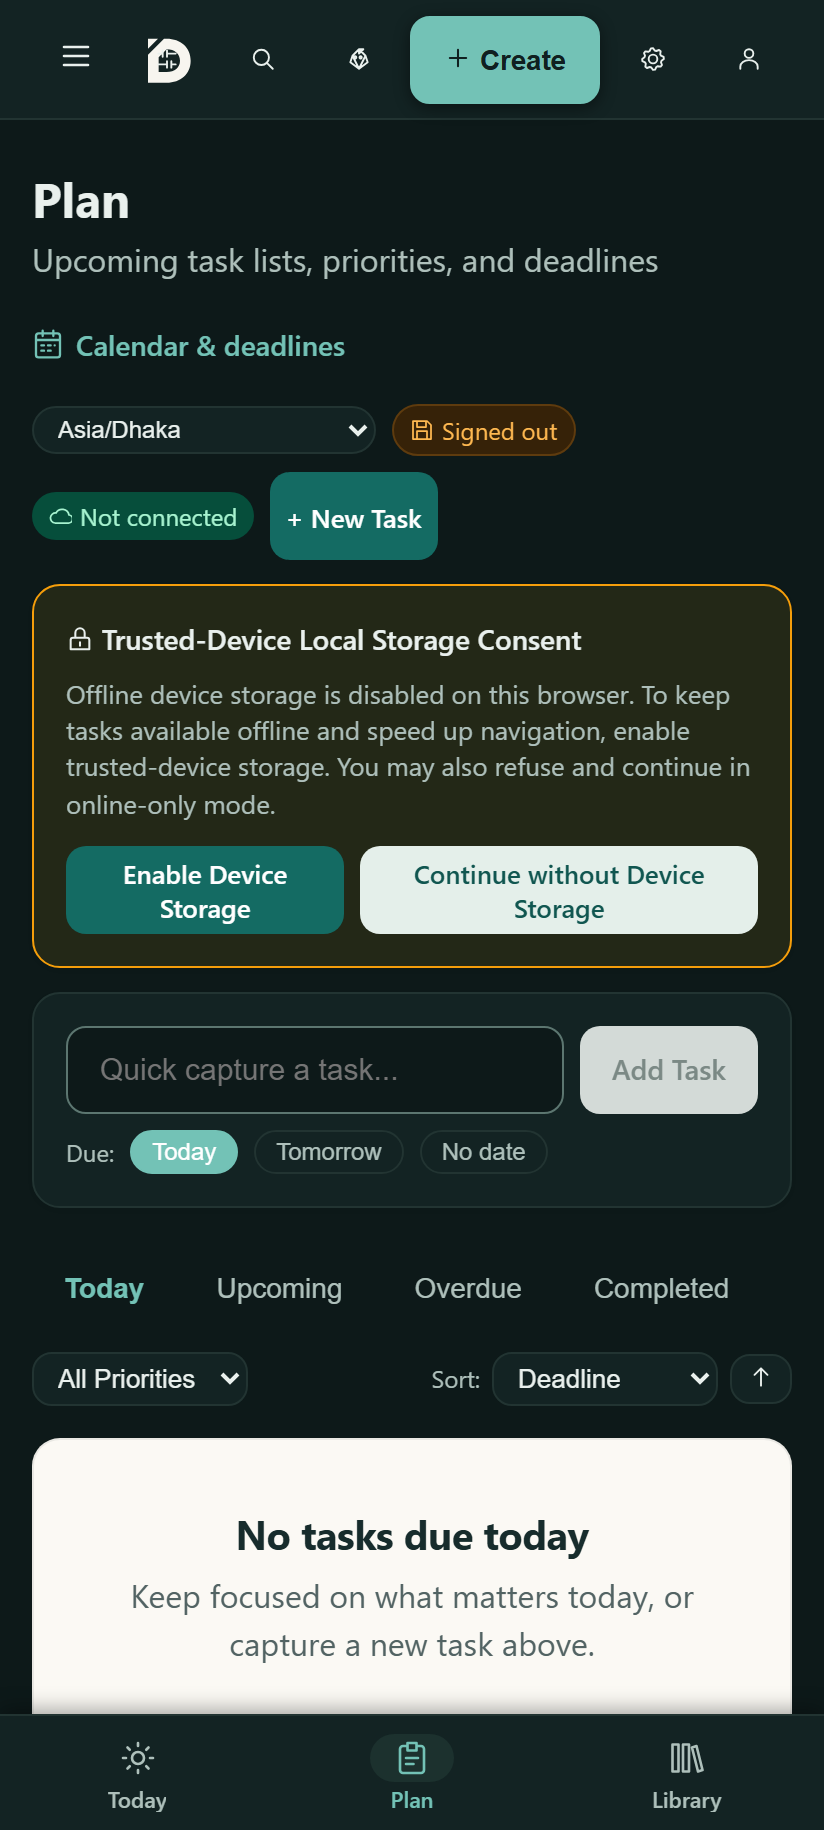 + Create
Plan
Upcoming task lists, priorities, and deadlines
Calendar & deadlines
Asia/Dhaka
Signed out
Not connected
+ New Task
Trusted-Device Local Storage Consent
Offline device storage is disabled on this browser. To keep
tasks available offline and speed up navigation, enable
trusted-device storage. You may also refuse and continue in
online-only mode.
Enable Device
Storage
Continue without Device
Storage
Quick capture a task...
Add Task
Due: Today Tomorrow No date
Today Upcoming Overdue Completed
All Priorities Sort: Deadline
No tasks due today
Keep focused on what matters today, or
capture a new task above.
Today Plan Library